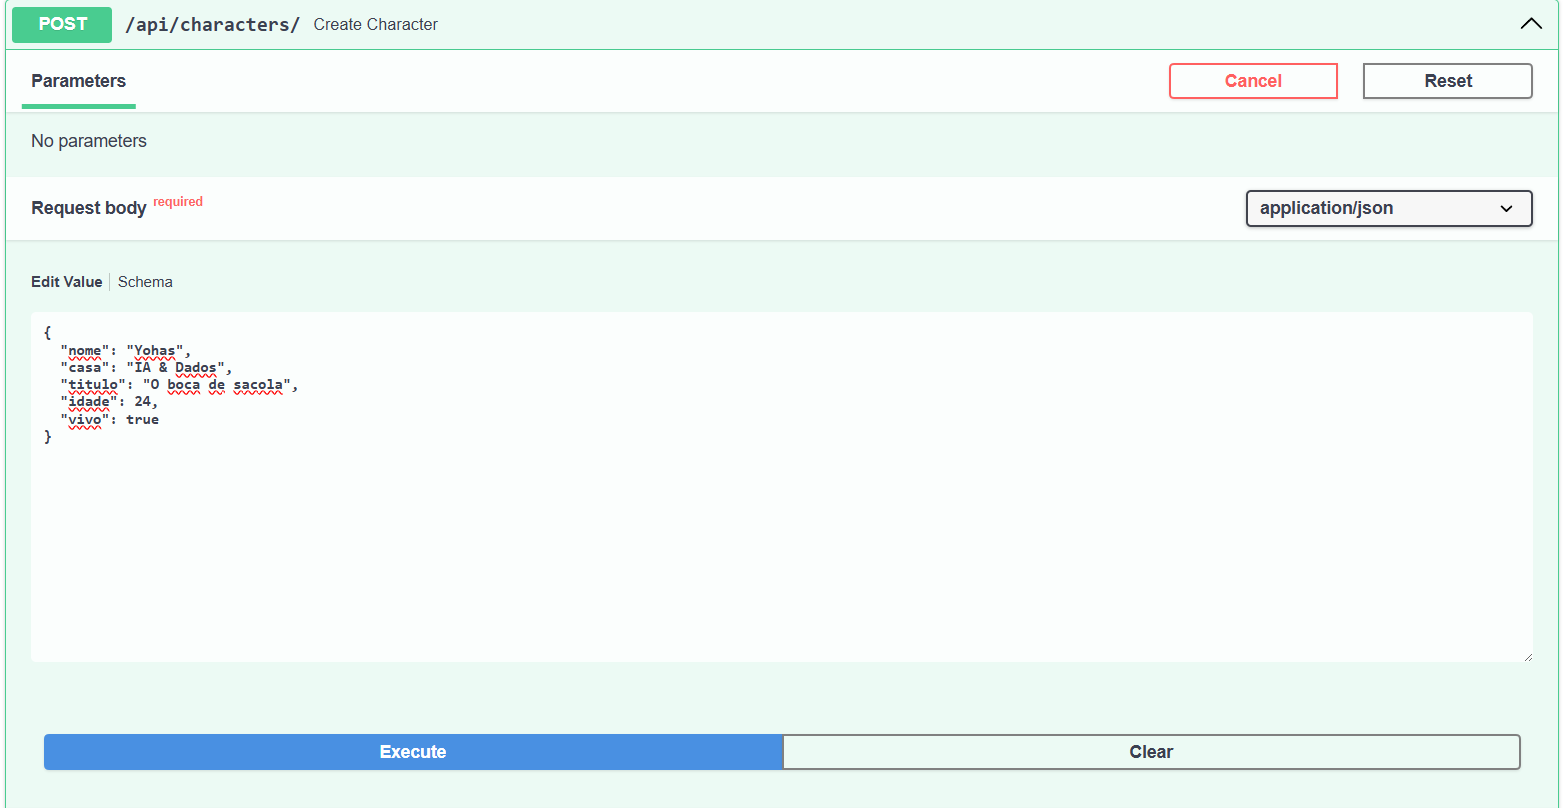 POST /api/characters/ Create Character
Parameters
Cancel
Reset
No parameters
Request body required
application/json
Edit Value | Schema
{
  "nome": "Yohas",
  "casa": "IA & Dados",
  "titulo": "O boca de sacola",
  "idade": 24,
  "vivo": true
}
Execute
Clear